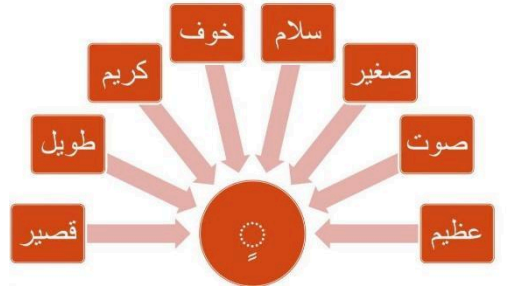 سلام
خوف
صغير
كريم
صوت
طويل
عظيم
قصير
ٍ